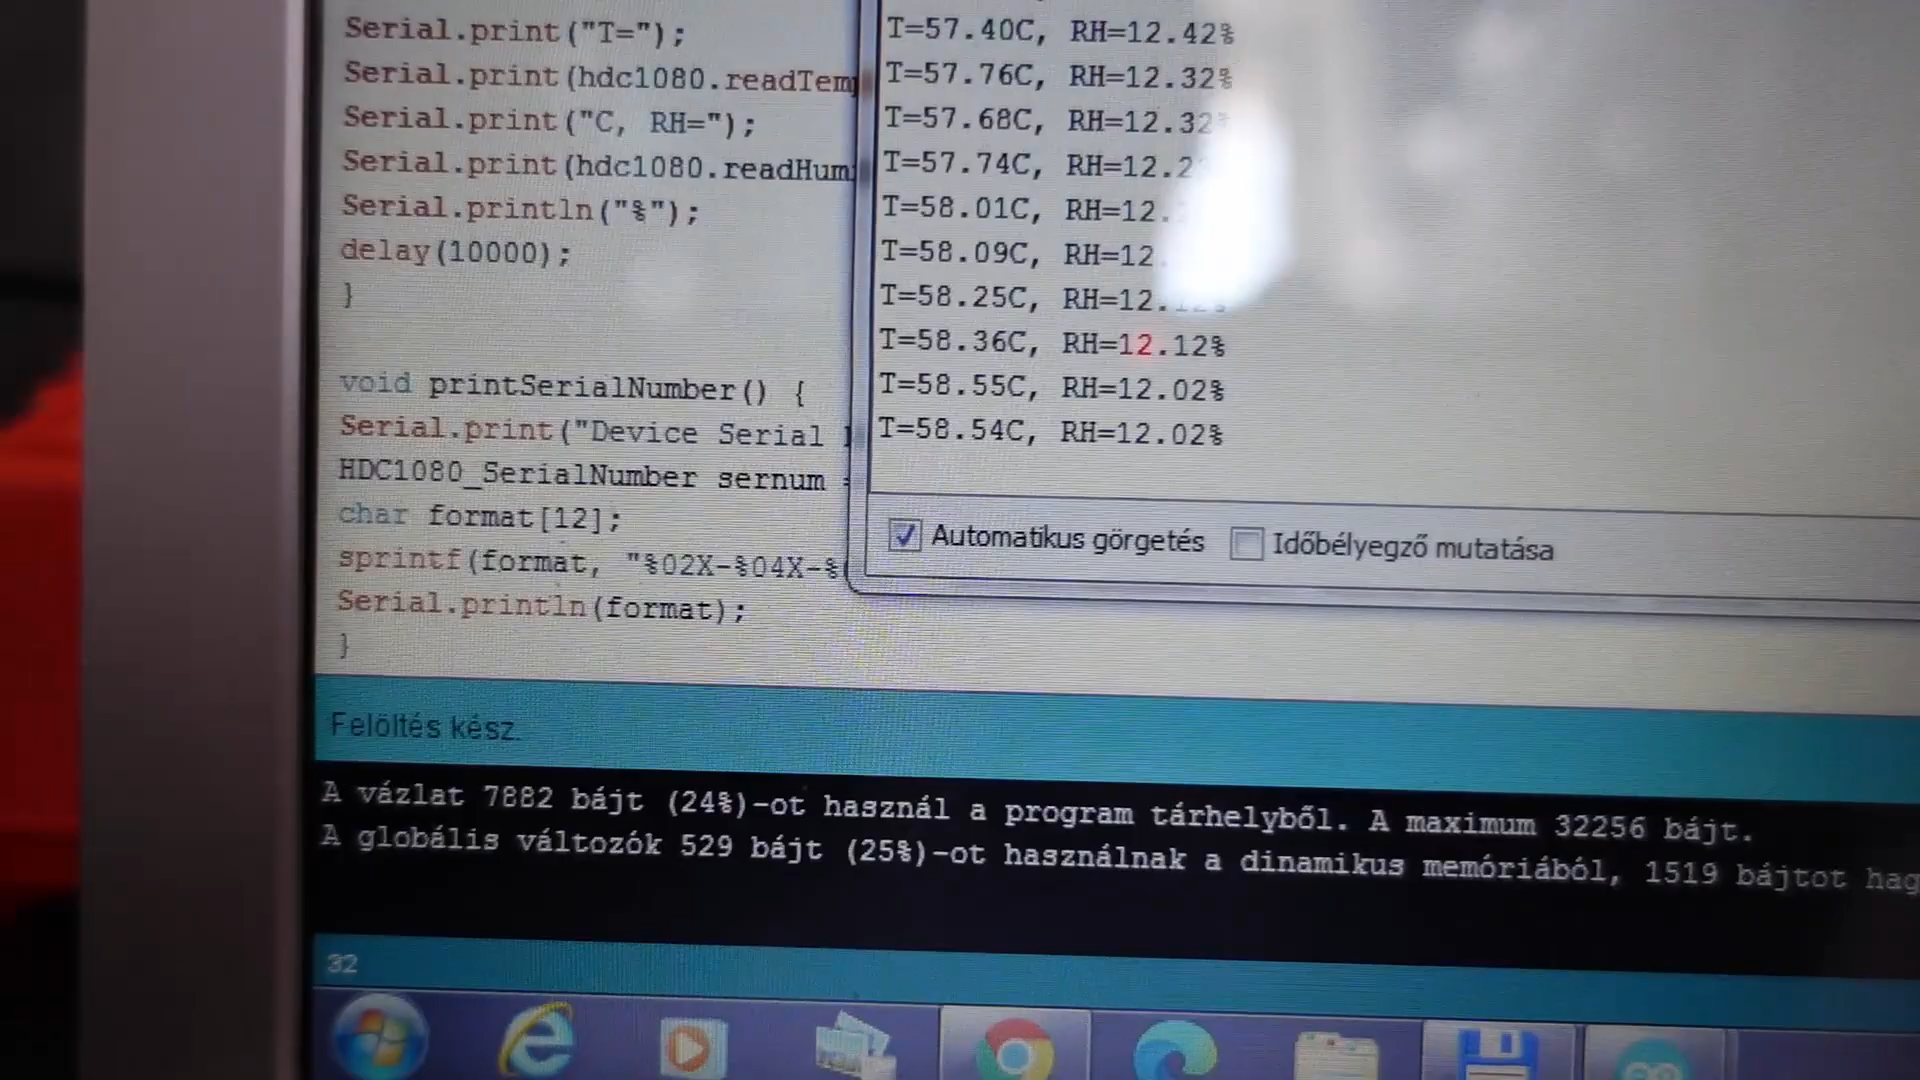 Serial.print("T=");
Serial.print(hdc1080.readTem
Serial.print("C, RH=");
Serial.print(hdc1080.readHum
Serial.println("%");
delay(10000);
}
void printSerialNumber() {
Serial.print("Device Serial
HDC1080_SerialNumber sernum =
char format[12];
sprintf(format, "%02X-%04X-%
Serial.println(format);
}
T=57.40C, RH=12.42%
T=57.76C, RH=12.32%
T=57.68C, RH=12.32%
T=57.74C, RH=12.2
T=58.01C, RH=12.
T=58.09C, RH=12.
T=58.25C, RH=12.12%
T=58.36C, RH=12.12%
T=58.55C, RH=12.02%
T=58.54C, RH=12.02%
Automatikus görgetés Időbélyegző mutatása
Felöltés kész.
A vázlat 7882 bájt (24%)-ot használ a program tárhelyből. A maximum 32256 bájt.
A globális változók 529 bájt (25%)-ot használnak a dinamikus memóriából, 1519 bájtot hag
32